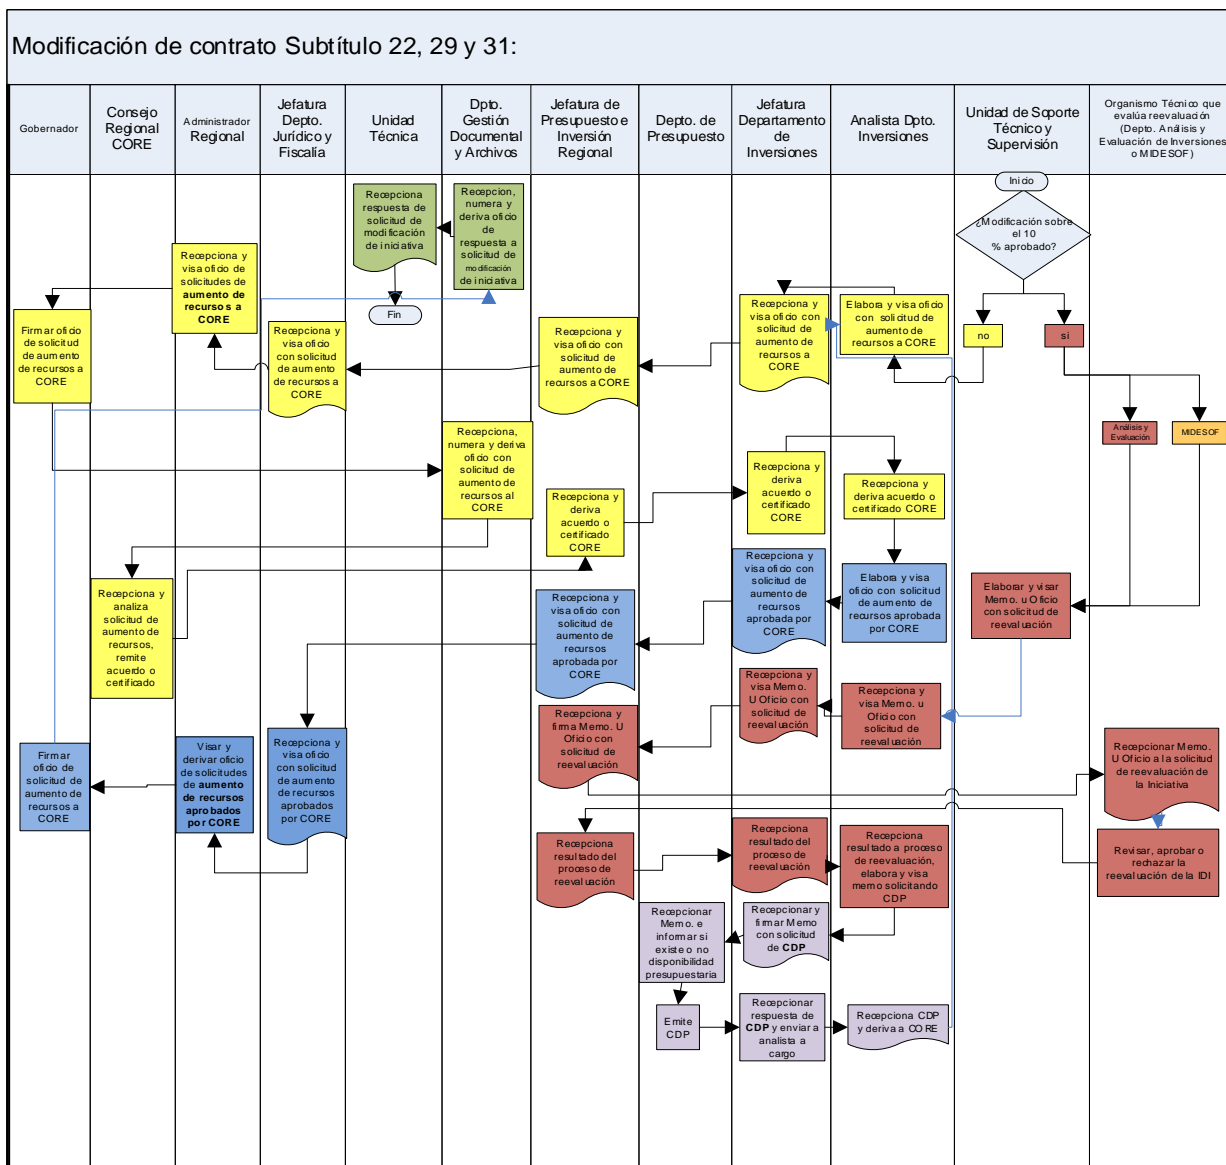 Modificación de contrato Subtítulo 22, 29 y 31:
Gobernador
Consejo
Regional
CORE
Administrador
Regional
Jefatura
Depto.
Jurídico y
Fiscalía
Unidad
Técnica
Dpto.
Gestión
Documental
y Archivos
Jefatura de
Presupuesto e
Inversión
Regional
Depto. de
Presupuesto
Jefatura
Departamento
de
Inversiones
Analista Dpto.
Inversiones
Unidad de Soporte
Técnico y
Supervisión
Organismo Técnico que
evalúa reevaluación
(Depto. Análisis y
Evaluación de Inversiones
o MIDESOF)
Inicio
¿Modificación sobre
el 10
% aprobado?
no
si
Análisis y
Evaluación
MIDESOF
Recepciona
respuesta de
solicitud de
modificación
de iniciativa
Recepcion,
numera y
deriva oficio
de
respuesta a
solicitud de
modificación
de iniciativa
Fin
Recepciona y
visa oficio de
solicitudes de
aumento de
recursos a
CORE
Firmar oficio
de solicitud
de aumento
de recursos a
CORE
Recepciona y
visa oficio
con solicitud
de aumento
de recursos a
CORE
Recepciona y
visa oficio con
solicitud de
aumento de
recursos a CORE
Recepciona y
visa oficio con
solicitud de
aumento de
recursos a
CORE
Elabora y visa oficio
con solicitud de
aumento de
recursos a CORE
Recepciona,
numera y deriva
oficio con
solicitud de
aumento de
recursos al
CORE
Recepciona y
deriva
acuerdo o
certificado
CORE
Recepciona y
deriva
acuerdo o
certificado
CORE
Recepciona y
deriva acuerdo o
certificado CORE
Recepciona y
analiza
solicitud de
aumento de
recursos,
remite
acuerdo o
certificado
Recepciona y
visa oficio con
solicitud de
aumento de
recursos
aprobada por
CORE
Recepciona y
visa oficio con
solicitud de
aumento de
recursos
aprobada por
CORE
Elabora y visa
oficio con solicitud
de aumento de
recursos aprobada
por CORE
Elaborar y visar
Memo. u Oficio
con solicitud de
reevaluación
Recepciona y
firma Memo. U
Oficio con
solicitud de
reevaluación
Recepciona y
visa Memo.
U Oficio con
solicitud de
reevaluación
Recepciona y
visa Memo. u
Oficio con
solicitud de
reevaluación
Recepcionar Memo.
U Oficio a la solicitud
de reevaluación de
la Iniciativa
Firmar
oficio de
solicitud de
aumento de
recursos a
CORE
Visar y
derivar oficio
de solicitudes
de aumento
de recursos
aprobados
por CORE
Recepciona y
visa oficio con
solicitud de
aumento de
recursos
aprobados
por CORE
Recepciona
resultado del
proceso de
reevaluación
Recepciona
resultado del
proceso de
reevaluación
Recepciona
resultado a proceso
de reevaluación,
elabora y visa
memo solicitando
CDP
Revisar, aprobar o
rechazar la
reevaluación de la IDI
Recepcionar
Memo. e
informar si
existe o no
disponibilidad
presupuestaria
Recepcionar y
firmar Memo
con solicitud
de CDP
Emite
CDP
Recepcionar
respuesta de
CDP y enviar a
analista a
cargo
Recepciona CDP
y deriva a CORE